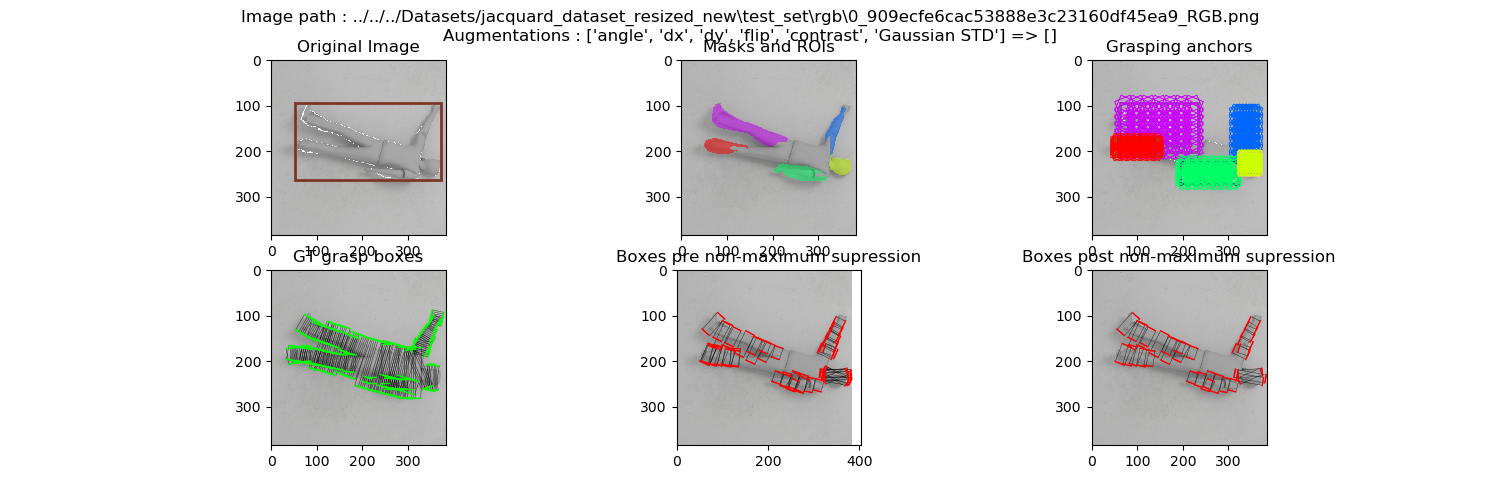 Image path : ../../../Datasets/jacquard_dataset_resized_new\test_set\rgb\0_909ecfe6cac53888e3c23160df45ea9_RGB.png
Augmentations : ['angle', 'dx', 'dy', 'flip', 'contrast', 'Gaussian STD'] => []
Original Image
Masks and ROIs
Grasping anchors
0
100
200
300
0 100 200 300
0
100
200
300
0 100 200 300
0
100
200
300
0 100 200 300
GT grasp boxes
Boxes pre non-maximum supression
Boxes post non-maximum supression
0
100
200
300
0 100 200 300
0
100
200
300
0 200 400
0
100
200
300
0 100 200 300